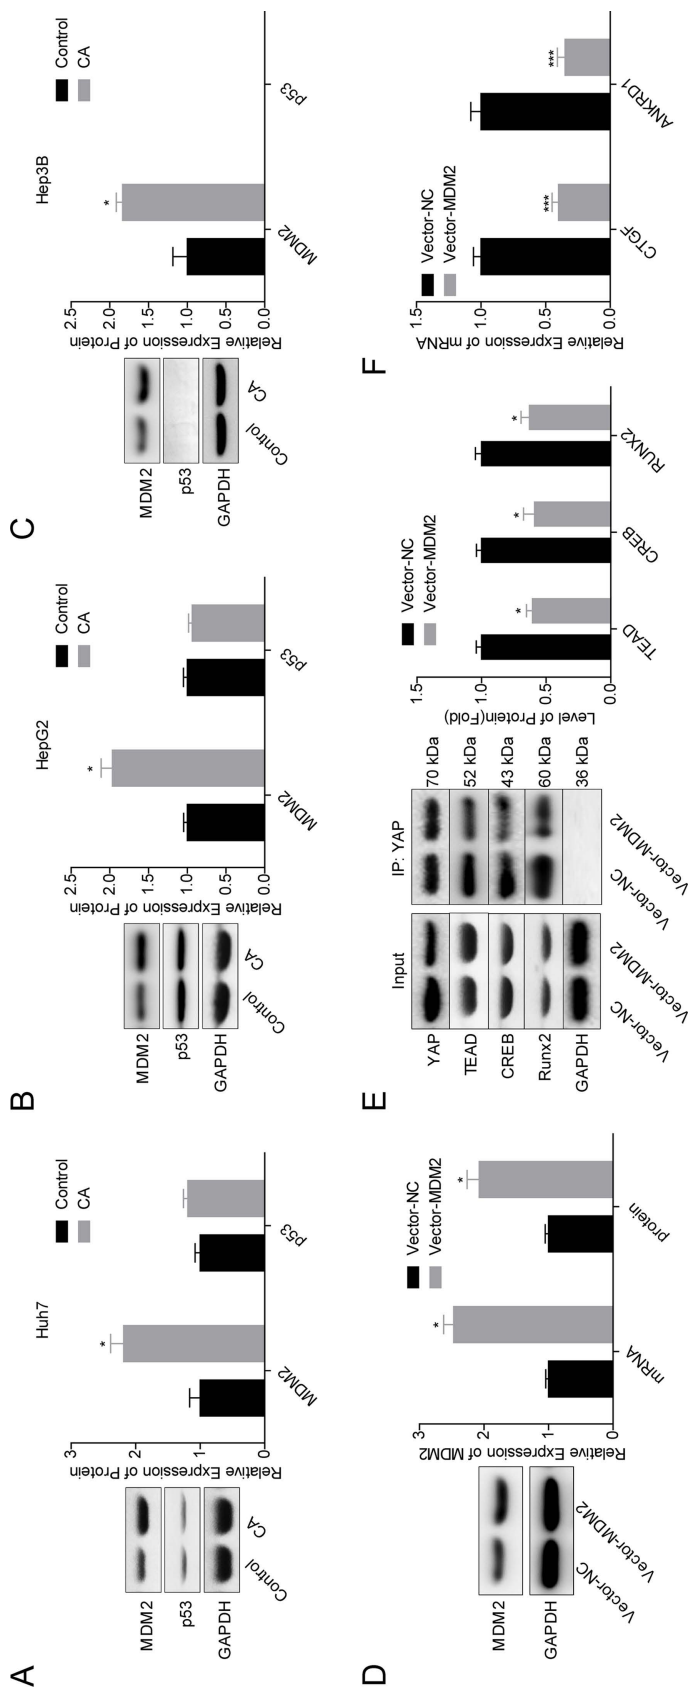 A
MDM2
p53
GAPDH
Control
CA
Huh7
Control
CA
Relative Expression of Protein
3
2
1
0
*
MDM2
p53
B
MDM2
p53
GAPDH
Control
CA
HepG2
Control
CA
Relative Expression of Protein
2.5
2.0
1.5
1.0
0.5
0.0
*
MDM2
p53
C
MDM2
p53
GAPDH
Control
CA
Hep3B
Control
CA
Relative Expression of Protein
2.5
2.0
1.5
1.0
0.5
0.0
*
MDM2
p53
D
MDM2
GAPDH
Vector-NC
Vector-MDM2
Vector-NC
Vector-MDM2
Relative Expression of MDM2
3
2
1
0
*
*
mRNA
protein
E
Input
IP: YAP
YAP
70 kDa
TEAD
52 kDa
CREB
43 kDa
Runx2
60 kDa
GAPDH
36 kDa
Vector-NC
Vector-MDM2
Vector-NC
Vector-MDM2
Vector-NC
Vector-MDM2
Level of Protein(Fold)
1.5
1.0
0.5
0.0
*
*
*
TEAD
CREB
RUNX2
F
Vector-NC
Vector-MDM2
Relative Expression of mRNA
1.5
1.0
0.5
0.0
***
***
CTGF
ANKRD1